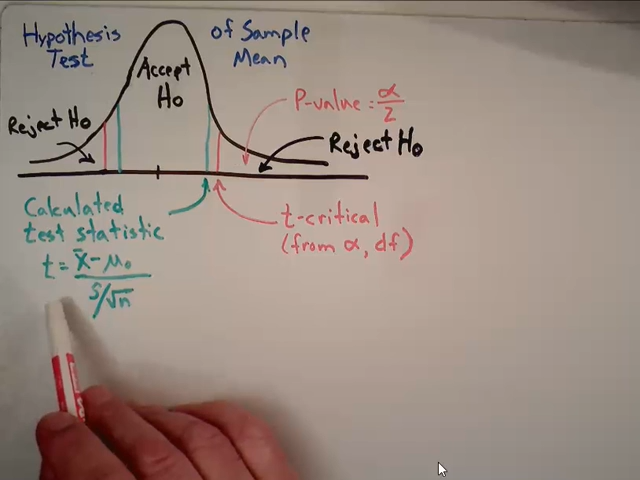 Hypothesis Test
of Sample Mean
Accept Ho
P-value = α/2
Reject Ho
Reject Ho
Calculated test statistic
t = x̄ - μ₀ / s/√n
t-critical
(from α, df)